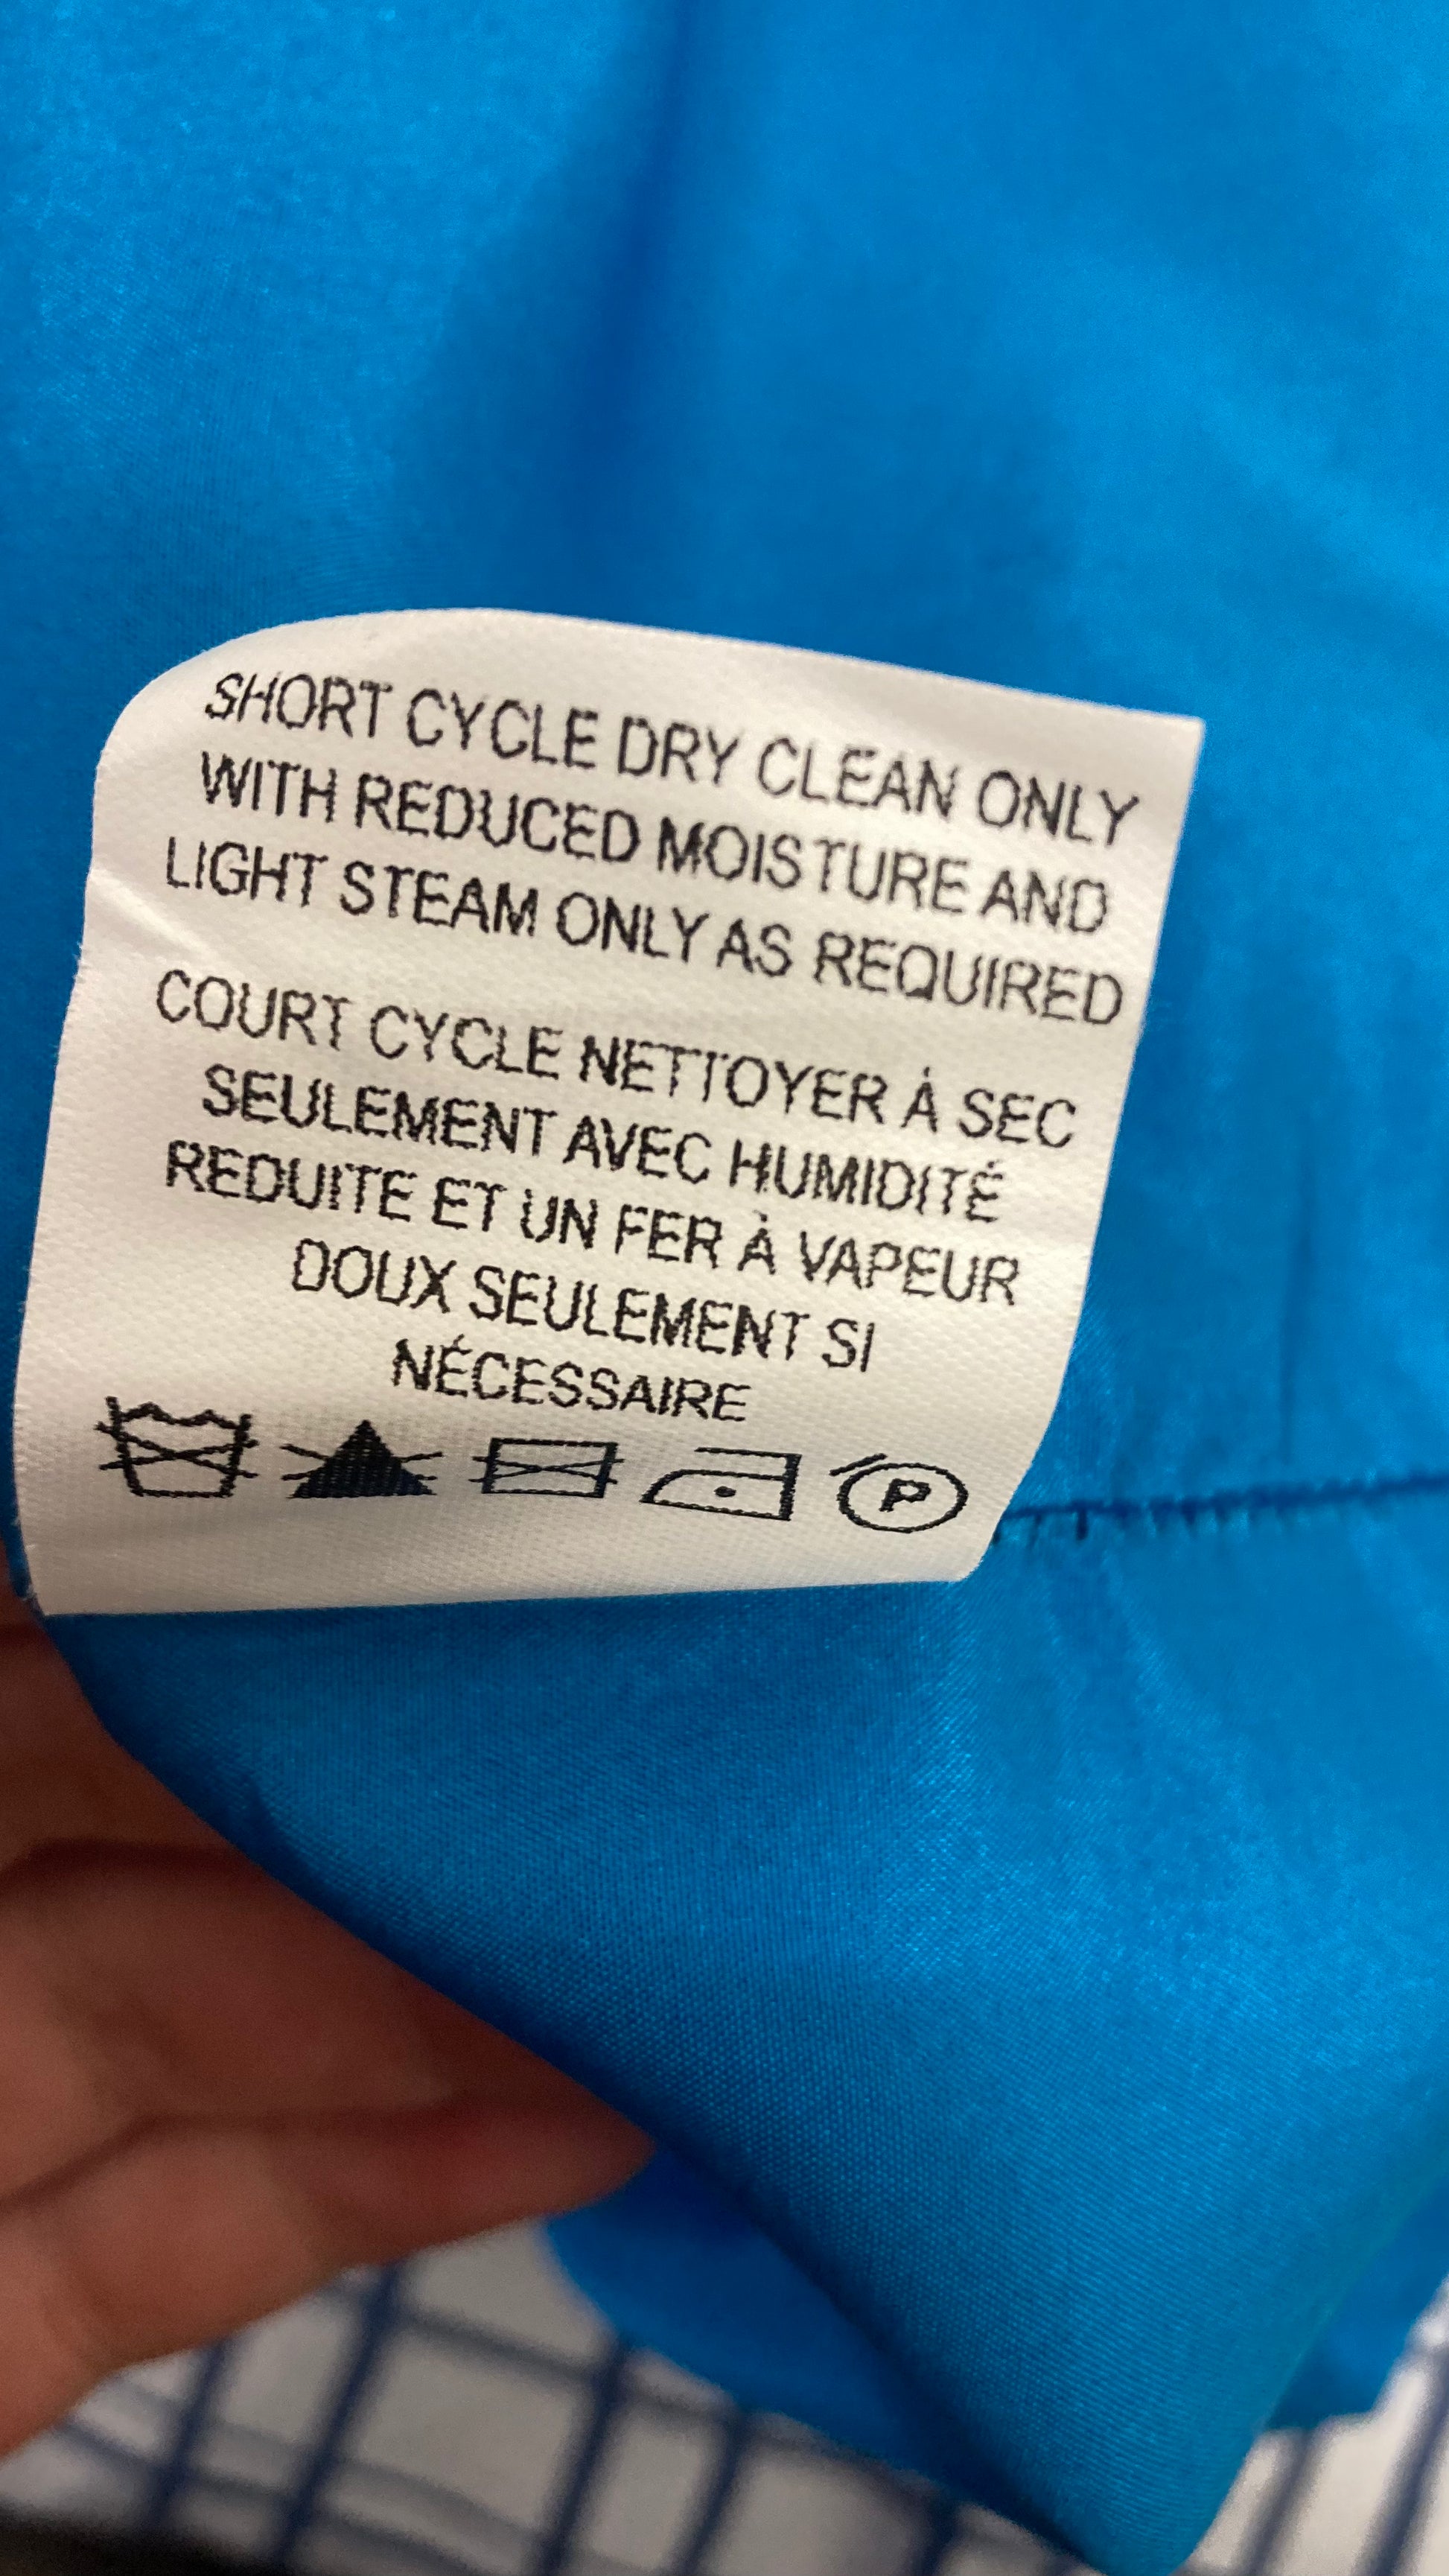 SHORT CYCLE DRY CLEAN ONLY
WITH REDUCED MOISTURE AND
LIGHT STEAM ONLY AS REQUIRED
COURT CYCLE NETTOYER À SEC
SEULEMENT AVEC HUMIDITÉ
REDUITE ET UN FER À VAPEUR
DOUX SEULEMENT SI
NÉCESSAIRE
P